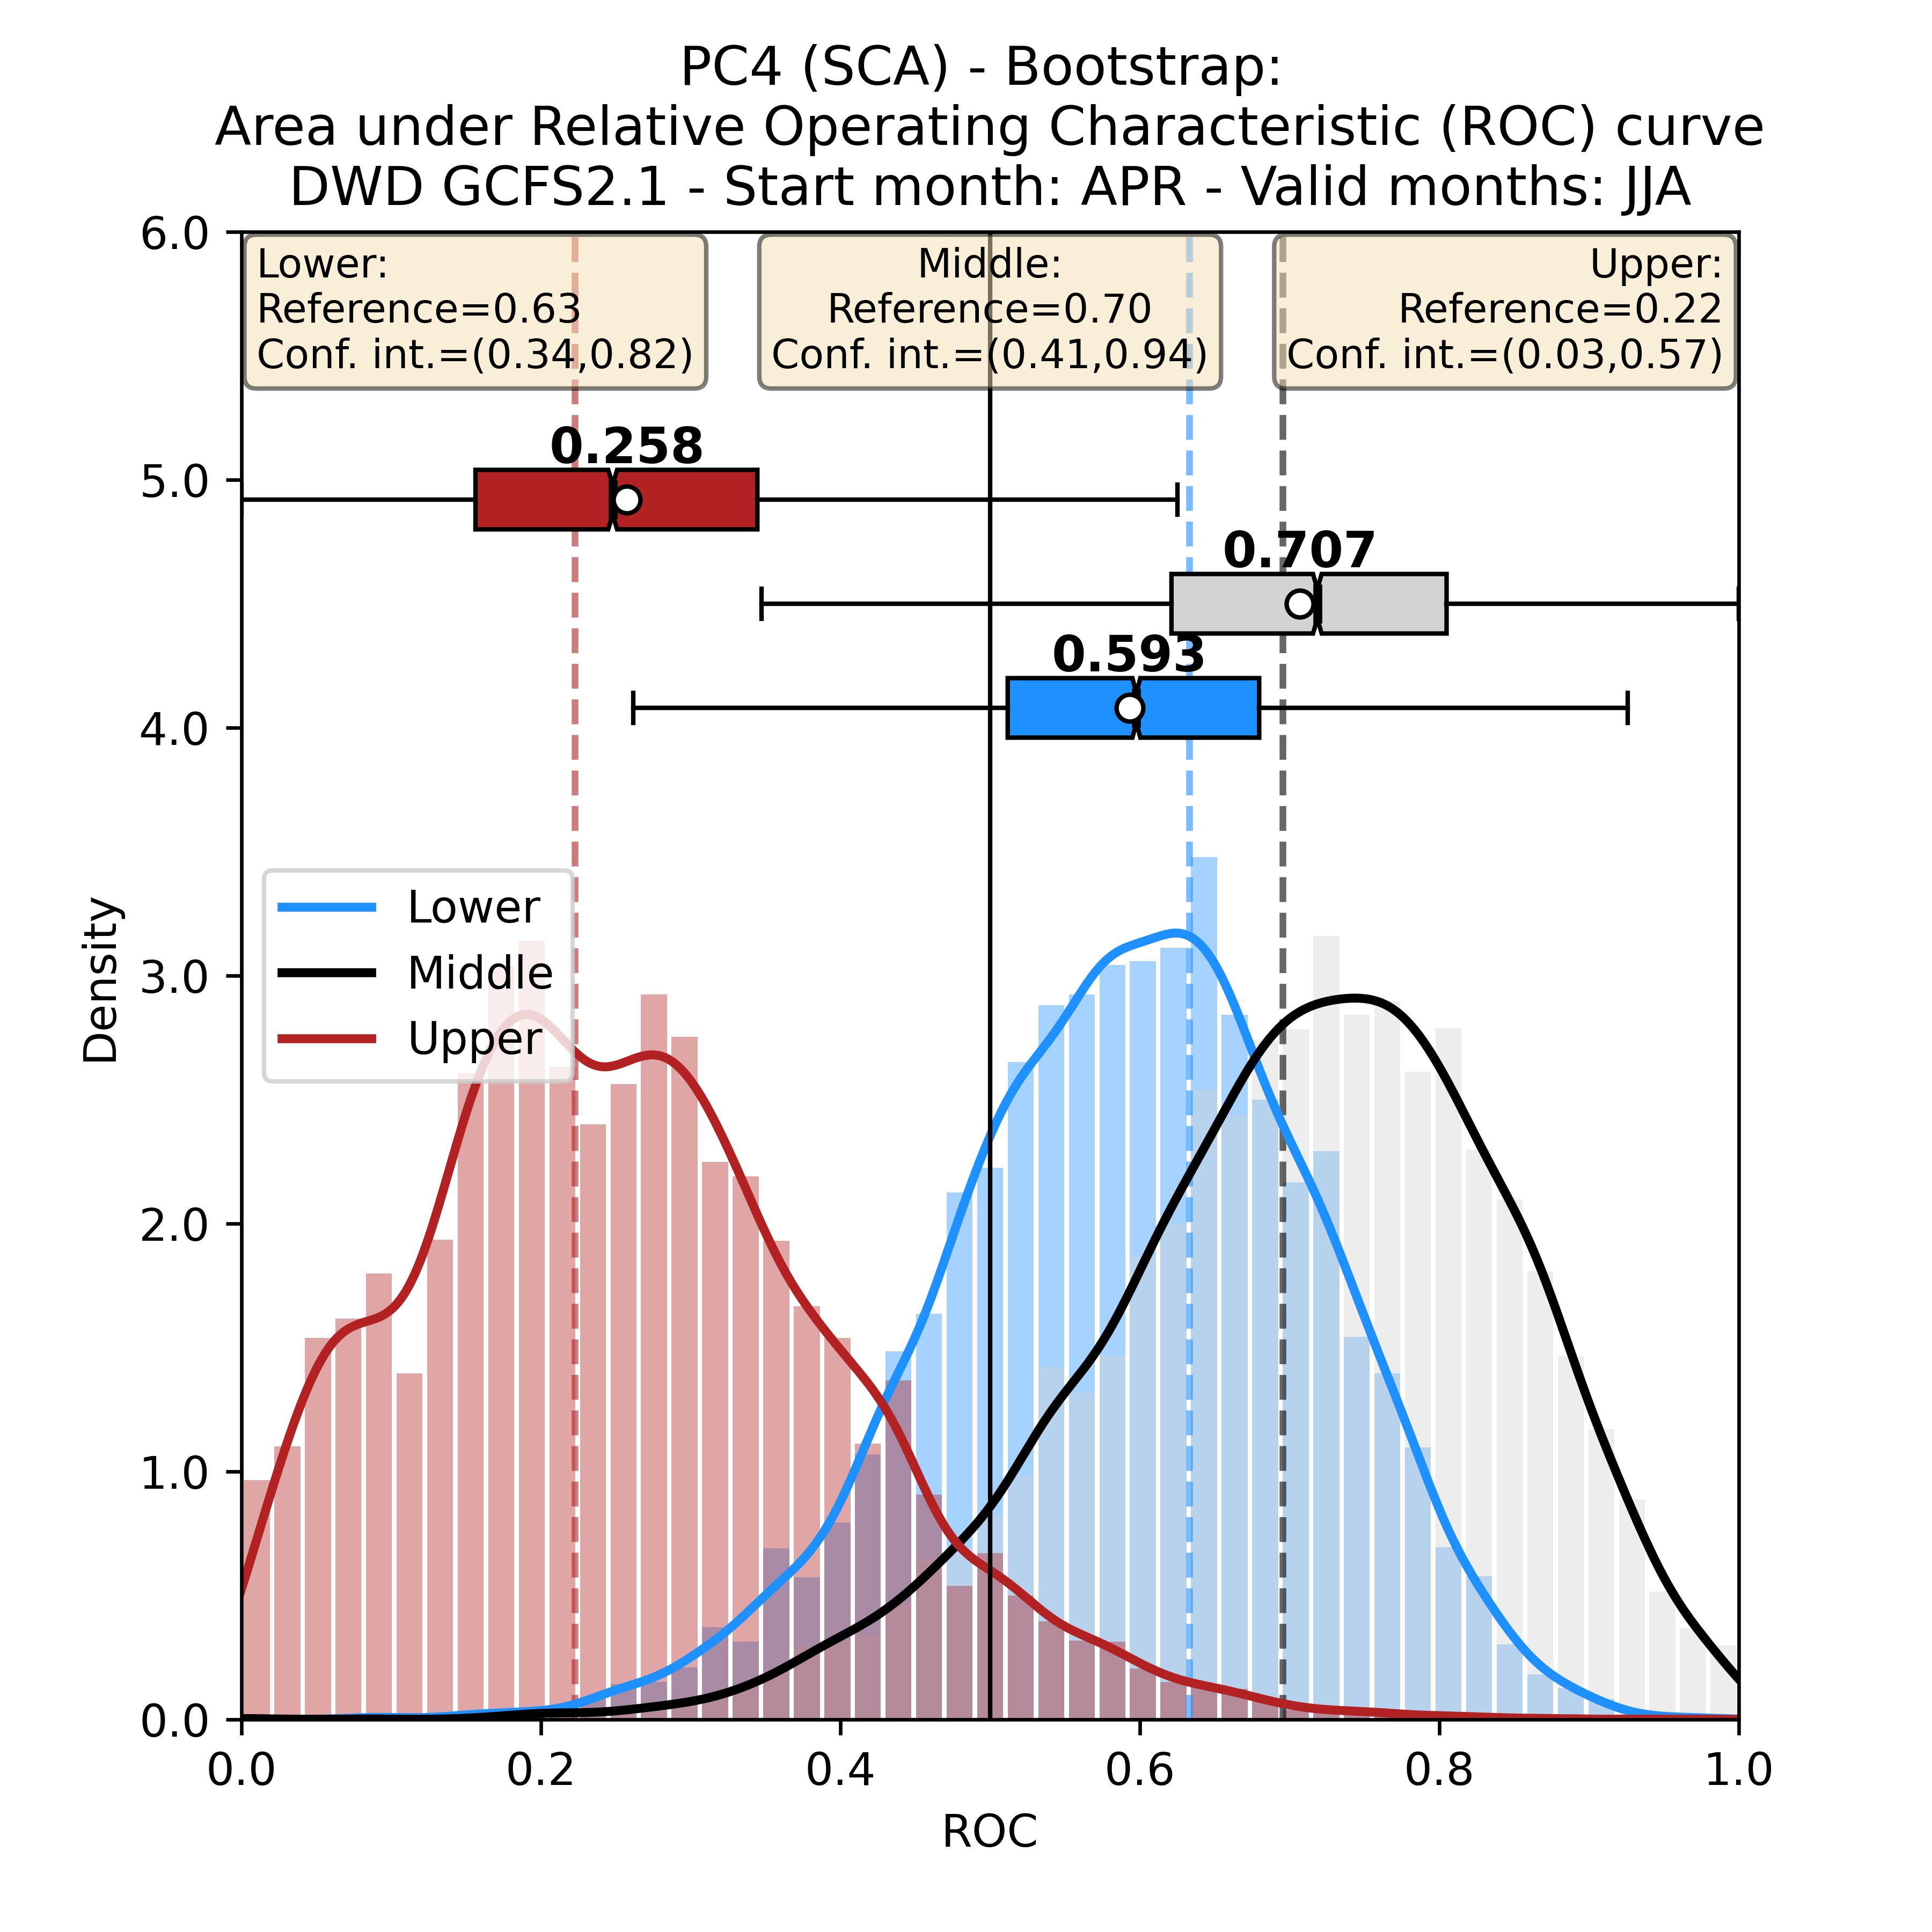 PC4 (SCA) - Bootstrap:
Area under Relative Operating Characteristic (ROC) curve
DWD GCFS2.1 - Start month: APR - Valid months: JJA
6.0
Lower:
Reference=0.63
Conf. int.=(0.34,0.82)
Middle:
Reference=0.70
Conf. int.=(0.41,0.94)
Upper:
Reference=0.22
Conf. int.=(0.03,0.57)
0.258
5.0
0.707
0.593
4.0
Lower
Middle
Upper
Density
3.0
2.0
1.0
0.0
0.0
0.2
0.4
0.6
0.8
1.0
ROC